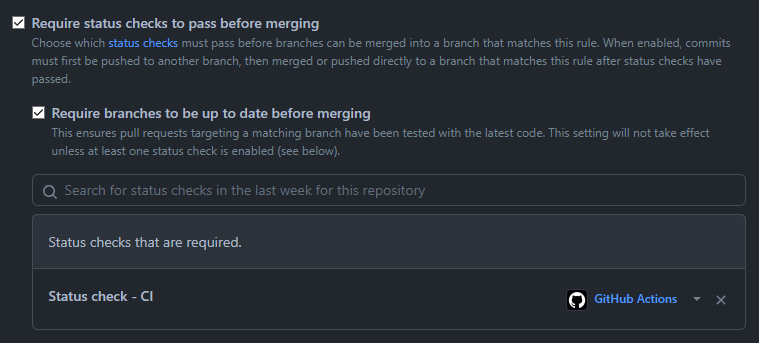 Require status checks to pass before merging
Choose which status checks must pass before branches can be merged into a branch that matches this rule. When enabled, commits
must first be pushed to another branch, then merged or pushed directly to a branch that matches this rule after status checks have
passed.
Require branches to be up to date before merging
This ensures pull requests targeting a matching branch have been tested with the latest code. This setting will not take effect
unless at least one status check is enabled (see below).
Search for status checks in the last week for this repository
Status checks that are required.
Status check - CI
GitHub Actions